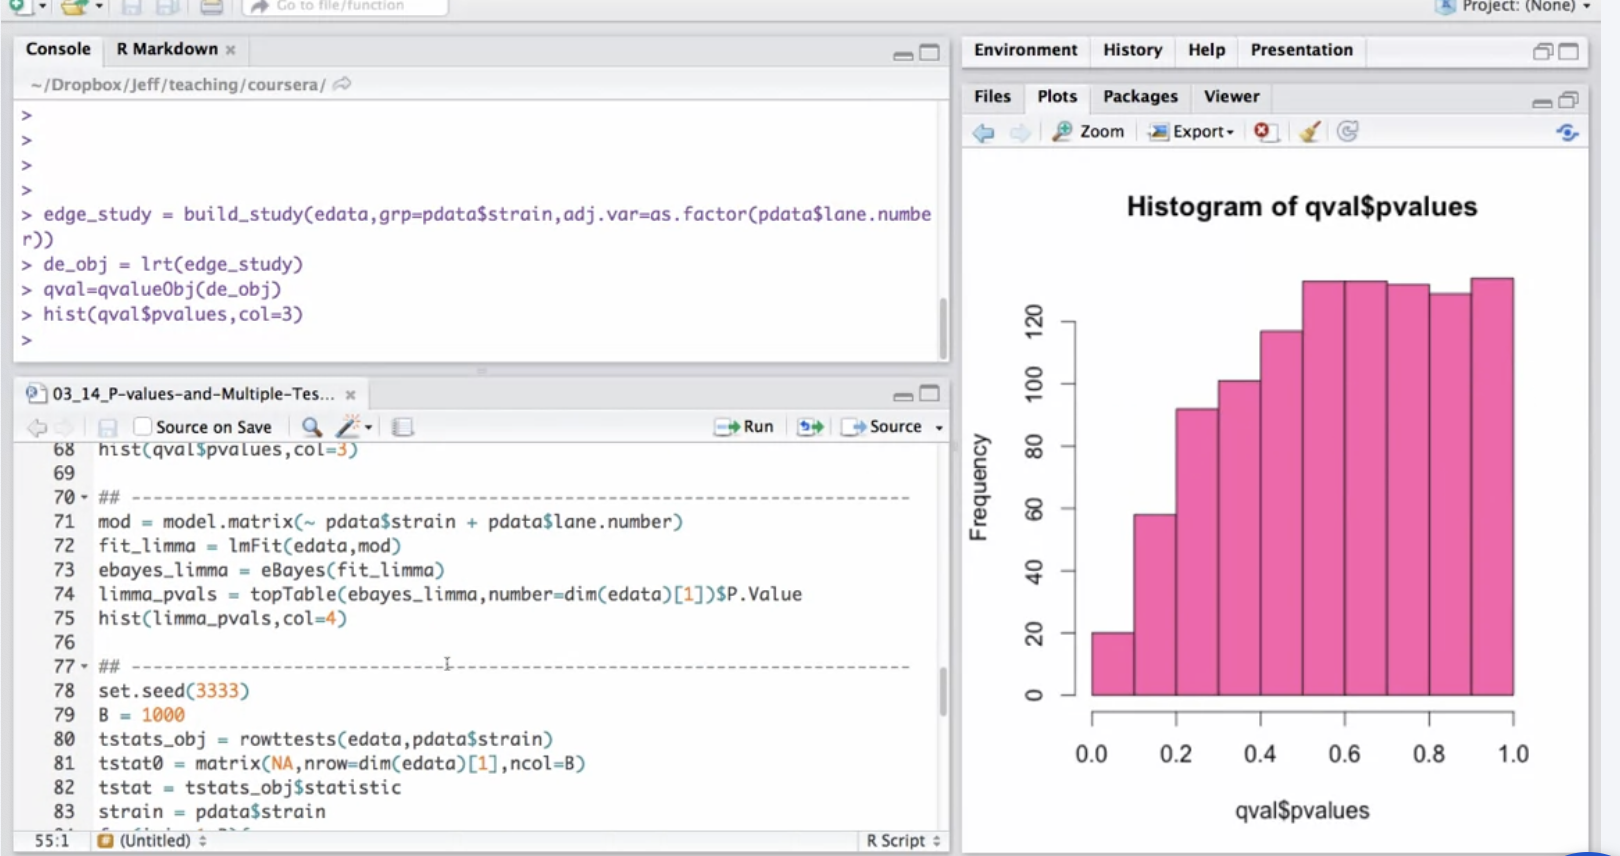 Go to file/function
Project: (None)
Console
R Markdown
~/Dropbox/Jeff/teaching/coursera/
>
>
>
>
> edge_study = build_study(edata,grp=pdata$strain,adj.var=as.factor(pdata$lane.numbe
r))
> de_obj = lrt(edge_study)
> qval=qvalueObj(de_obj)
> hist(qval$pvalues,col=3)
>
03_14_P-values-and-Multiple-Tes...
Source on Save
Run
Source
68 hist(qval$pvalues,col=3)
69
70 ## ------------------------------------------------------------------------
71 mod = model.matrix(~ pdata$strain + pdata$lane.number)
72 fit_limma = lmFit(edata,mod)
73 ebayes_limma = eBayes(fit_limma)
74 limma_pvals = topTable(ebayes_limma,number=dim(edata)[1])$P.Value
75 hist(limma_pvals,col=4)
76
77 ## ------------------------------------------------------------------------
78 set.seed(3333)
79 B = 1000
80 tstats_obj = rowttests(edata,pdata$strain)
81 tstat0 = matrix(NA,nrow=dim(edata)[1],ncol=B)
82 tstat = tstats_obj$statistic
83 strain = pdata$strain
55:1
(Untitled)
R Script
Environment
History
Help
Presentation
Files
Plots
Packages
Viewer
Zoom
Export
Histogram of qval$pvalues
Frequency
120
100
80
60
40
20
0
0.0 0.2 0.4 0.6 0.8 1.0
qval$pvalues